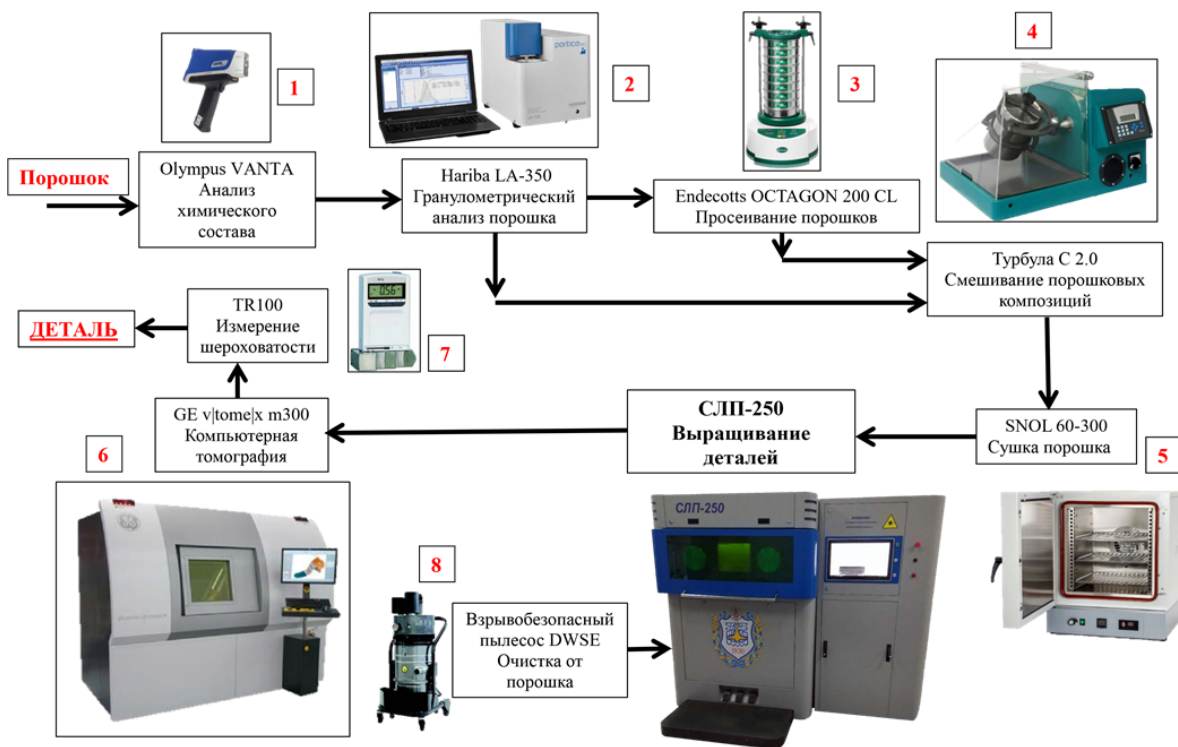 1
2
3
4
partica
Порошок
Olympus VANTA
Анализ
химического
состава
Hariba LA-350
Гранулометрический
анализ порошка
Endecotts OCTAGON 200 CL
Просеивание порошков
Турбула С 2.0
Смешивание порошковых
композиций
ДЕТАЛЬ
TR100
Измерение
шероховатости
7
GE v|tome|x m300
Компьютерная
томография
СЛП-250
Выращивание
деталей
SNOL 60-300
Сушка порошка
5
6
8
Взрывобезопасный
пылесос DWSE
Очистка от
порошка
СЛП-250